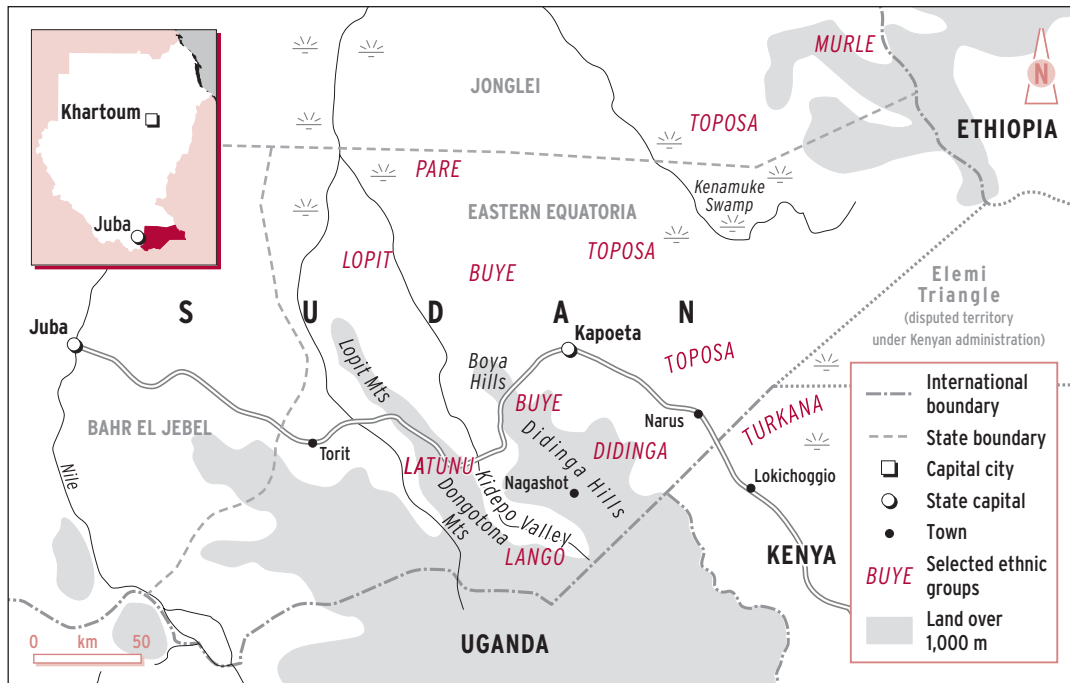 Khartoum
Juba
JONGLEI
MURLE
N
ETHIOPIA
TOPOSA
PARE
Kenamuke
Swamp
EASTERN EQUATORIA
LOPIT
BUYE
TOPOSA
Elemi
Triangle
(disputed territory
under Kenyan administration)
S U D A N
Juba
Kapoeta
Lopit Mts
Boya
Hills
TOPOSA
BUYE
Narus
TURKANA
BAHR EL JEBEL
Torit
Didinga Hills
DIDINGA
LATUNU
Nile
Nagashot
Lokichoggio
Dongotona
Mts
Kidepo Valley
LANGO
KENYA
UGANDA
0 km 50
International
boundary
State boundary
Capital city
State capital
Town
BUYE Selected ethnic
groups
Land over
1,000 m